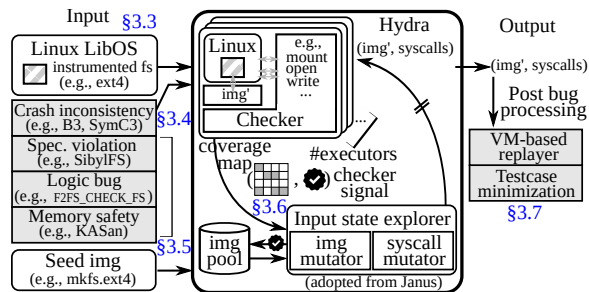 Input
§3.3
Linux LibOS
instrumented fs
(e.g., ext4)
Crash inconsistency
(e.g., B3, SymC3)
§3.4
Spec. violation
(e.g., SibylFS)
Logic bug
(e.g., F2FS_CHECK_FS)
Memory safety
(e.g., KASan)
§3.5
Seed img
(e.g., mkfs.ext4)
Linux
img'
e.g.,
mount
open
write
...
Checker
...
Hydra
(img', syscalls)
#executors
coverage
map
( , )
checker
signal
§3.6
img
pool
Input state explorer
img
mutator
syscall
mutator
(adopted from Janus)
Output
(img', syscalls)
Post bug
processing
VM-based
replayer
Testcase
minimization
§3.7